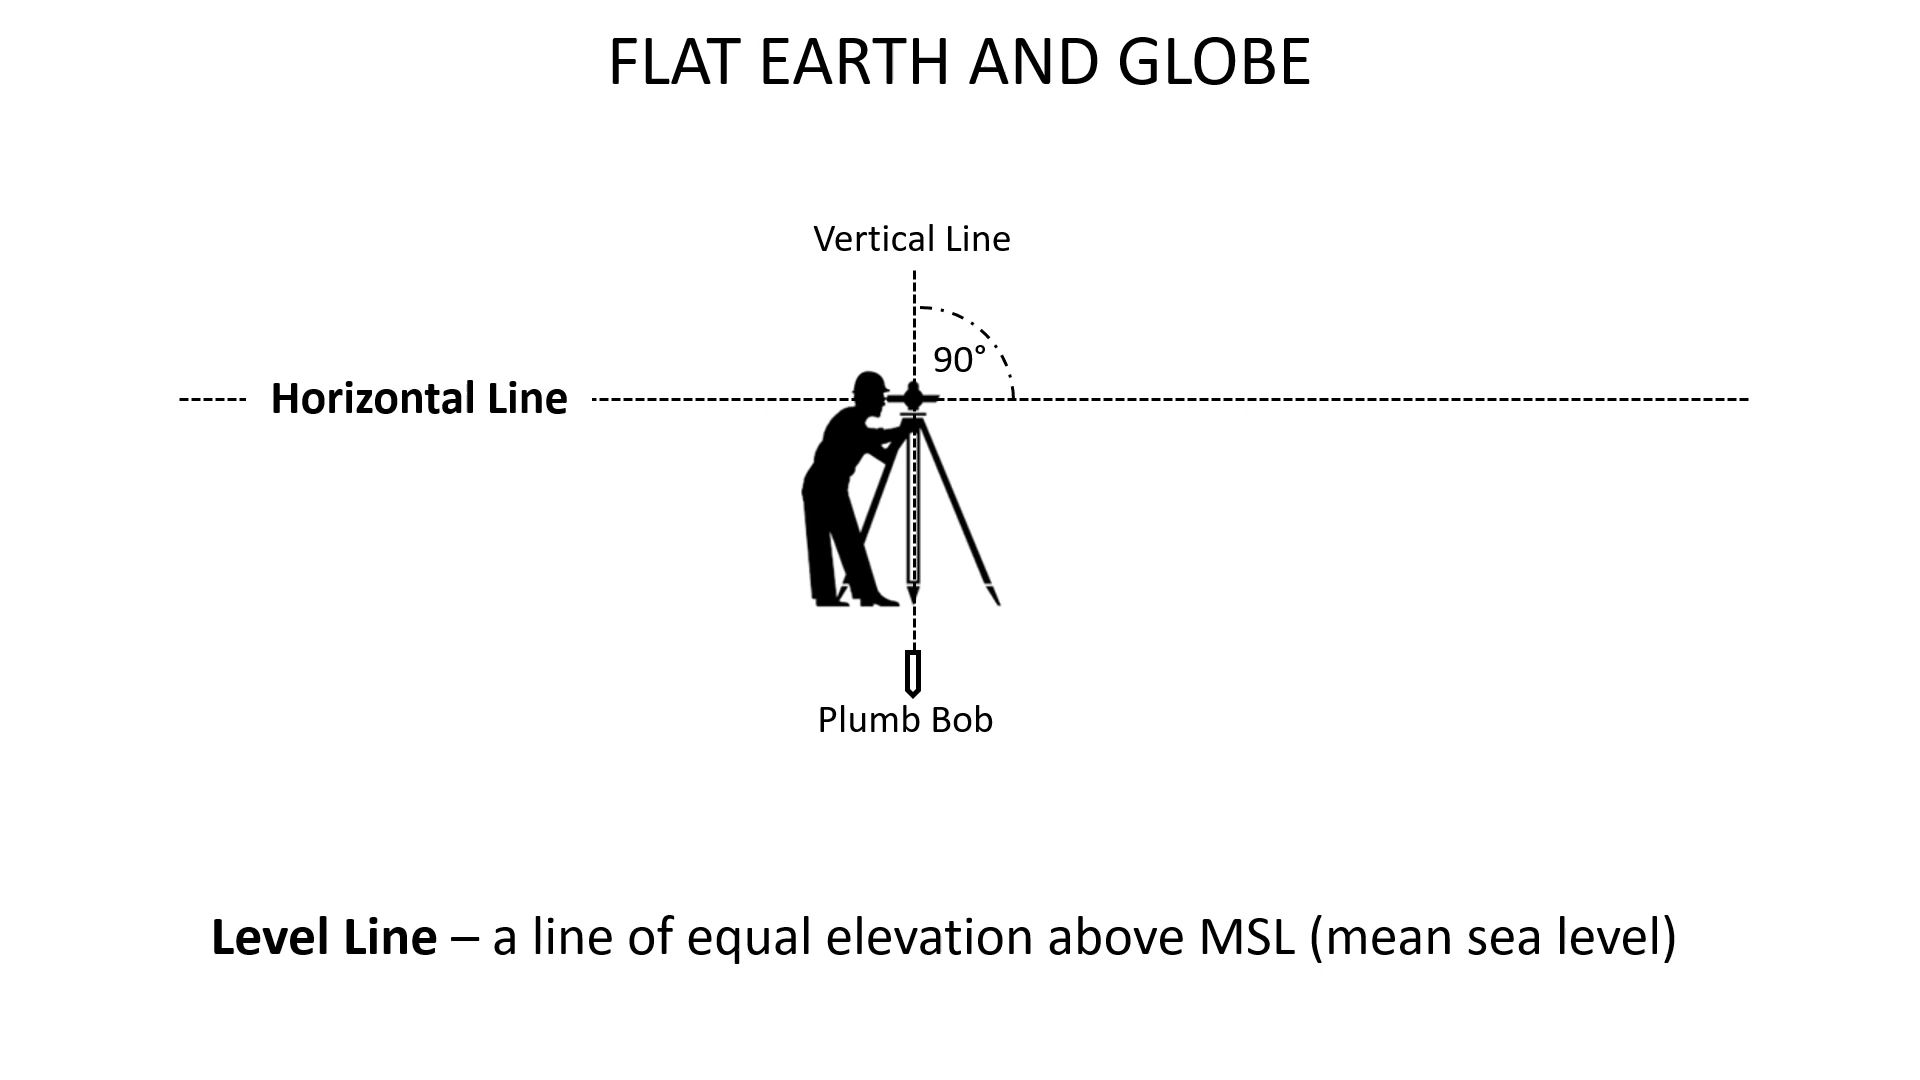 FLAT EARTH AND GLOBE
Vertical Line
90°
Horizontal Line
Plumb Bob
Level Line – a line of equal elevation above MSL (mean sea level)